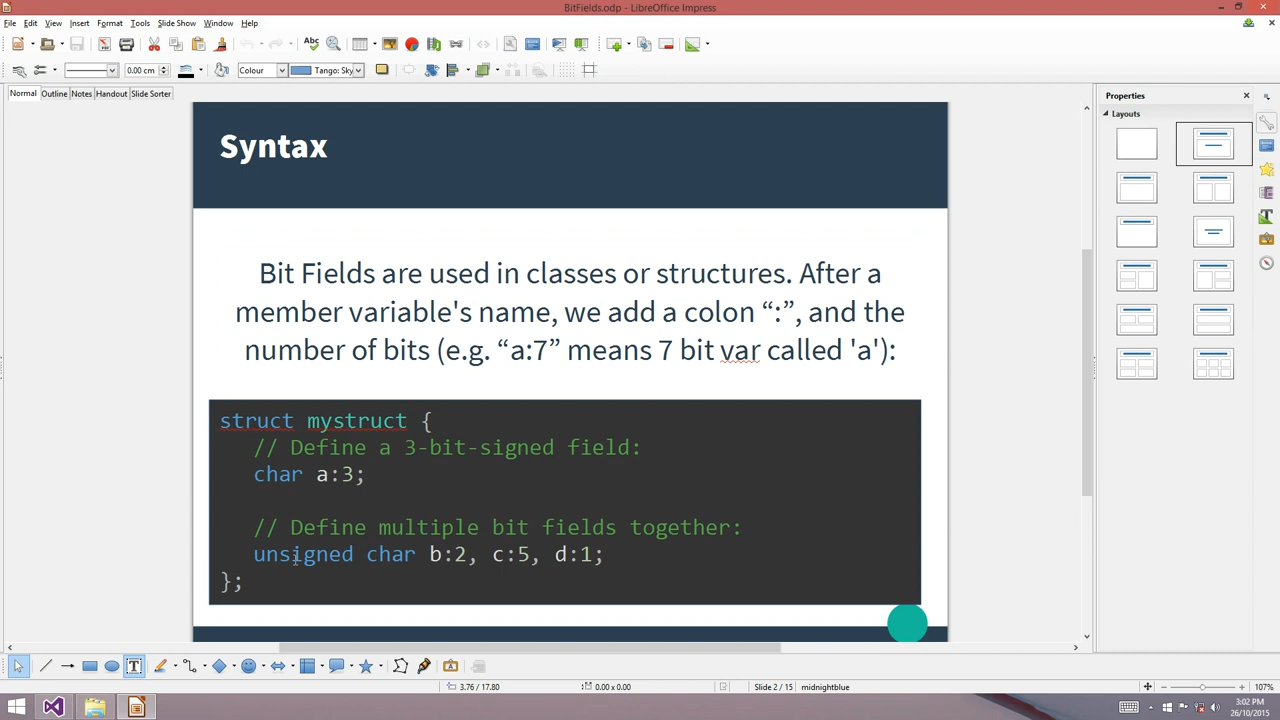 BitFields.odp - LibreOffice Impress
File Edit View Insert Format Tools Slide Show Window Help
0.00 cm Colour Tango: Sky
Normal Outline Notes Handout Slide Sorter
Properties
Layouts
Syntax
Bit Fields are used in classes or structures. After a
member variable's name, we add a colon “:”, and the
number of bits (e.g. “a:7” means 7 bit var called 'a'):
struct mystruct {
// Define a 3-bit-signed field:
char a:3;
// Define multiple bit fields together:
unsigned char b:2, c:5, d:1;
};
3.76 / 17.80 0.00 x 0.00 Slide 2 / 15 midnightblue 107%
3:02 PM
26/10/2015